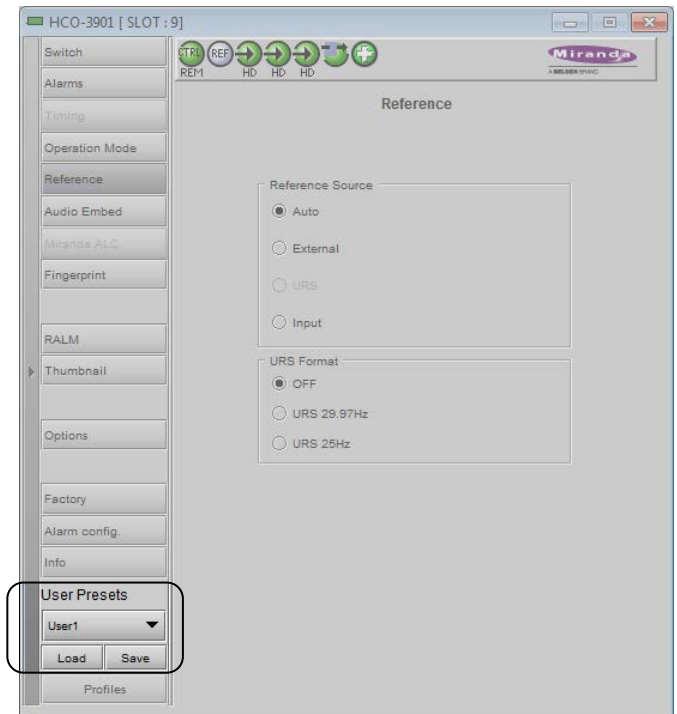 HCO-3901 [ SLOT : 9]
Switch
Alarms
Timing
Operation Mode
Reference
Audio Embed
Miranda ALC
Fingerprint
RALM
Thumbnail
Options
Factory
Alarm config.
Info
User Presets
User1
Load Save
Profiles
CTRL REF
REM HD HD HD
Miranda
A BELDEN BRAND
Reference
Reference Source
Auto
External
URS
Input
URS Format
OFF
URS 29.97Hz
URS 25Hz